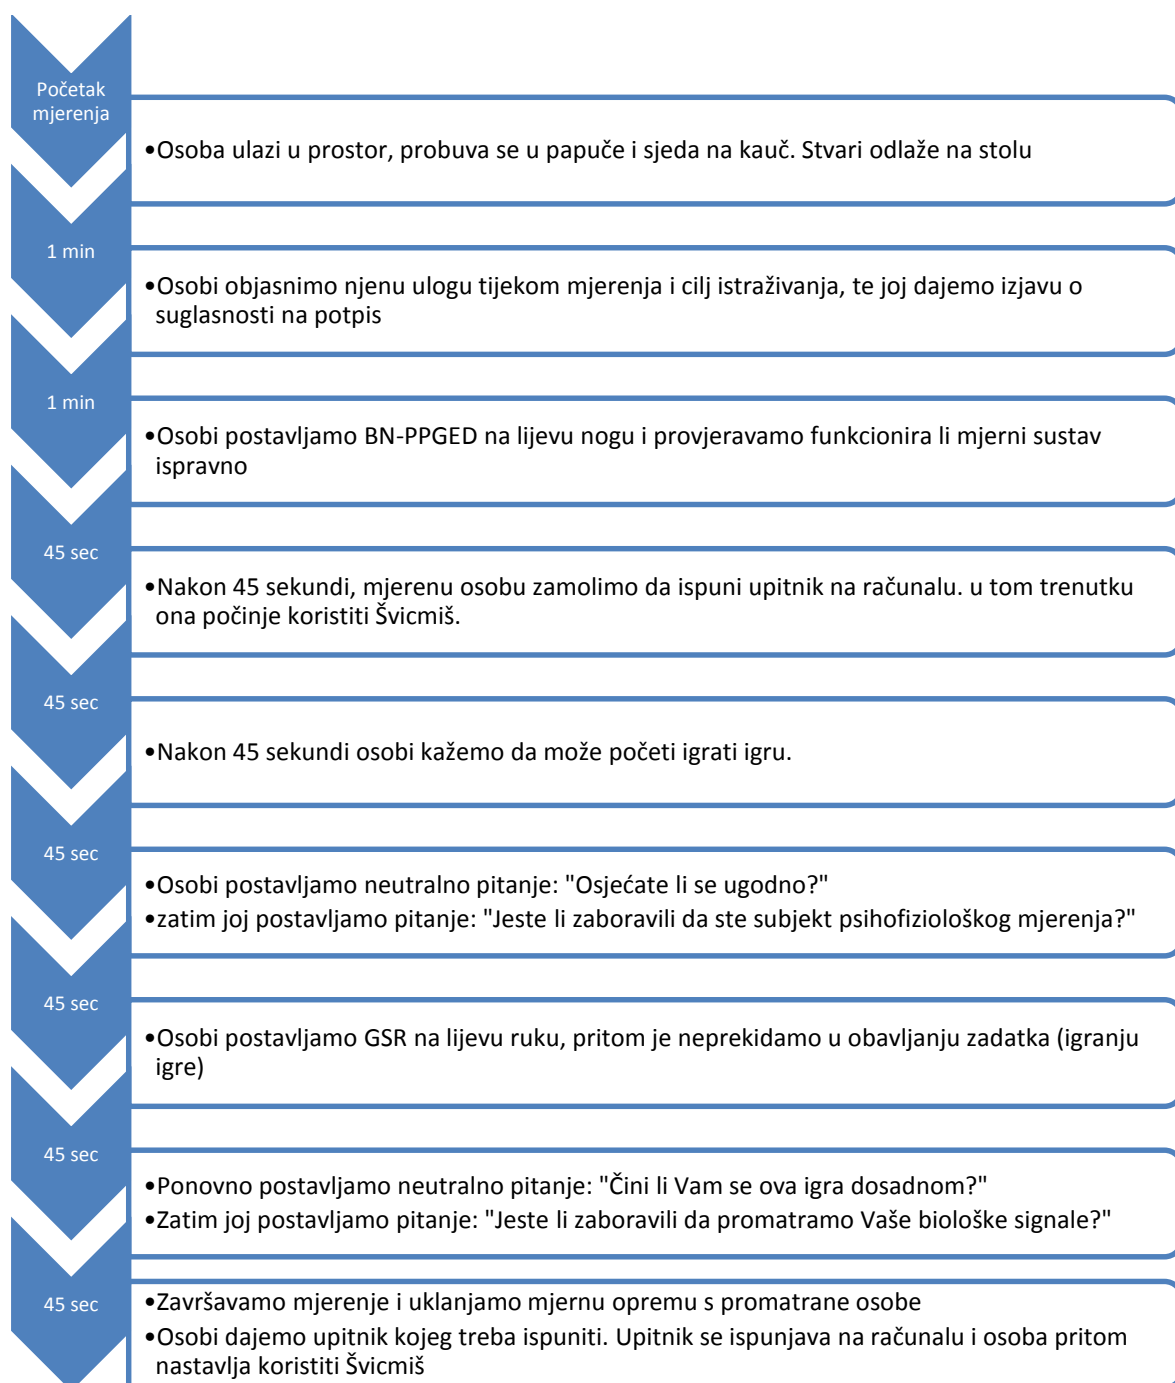 Početak
mjerenja
•Osoba ulazi u prostor, probuva se u papuče i sjeda na kauč. Stvari odlaže na stolu
1 min
•Osobi objasnimo njenu ulogu tijekom mjerenja i cilj istraživanja, te joj dajemo izjavu o
suglasnosti na potpis
1 min
•Osobi postavljamo BN-PPGED na lijevu nogu i provjeravamo funkcionira li mjerni sustav
ispravno
45 sec
•Nakon 45 sekundi, mjerenu osobu zamolimo da ispuni upitnik na računalu. u tom trenutku
ona počinje koristiti Švicmiš.
45 sec
•Nakon 45 sekundi osobi kažemo da može početi igrati igru.
45 sec
•Osobi postavljamo neutralno pitanje: "Osjećate li se ugodno?"
•zatim joj postavljamo pitanje: "Jeste li zaboravili da ste subjekt psihofiziološkog mjerenja?"
45 sec
•Osobi postavljamo GSR na lijevu ruku, pritom je neprekidamo u obavljanju zadatka (igranju
igre)
45 sec
•Ponovno postavljamo neutralno pitanje: "Čini li Vam se ova igra dosadnom?"
•Zatim joj postavljamo pitanje: "Jeste li zaboravili da promatramo Vaše biološke signale?"
45 sec
•Završavamo mjerenje i uklanjamo mjernu opremu s promatrane osobe
•Osobi dajemo upitnik kojeg treba ispuniti. Upitnik se ispunjava na računalu i osoba pritom
nastavlja koristiti Švicmiš